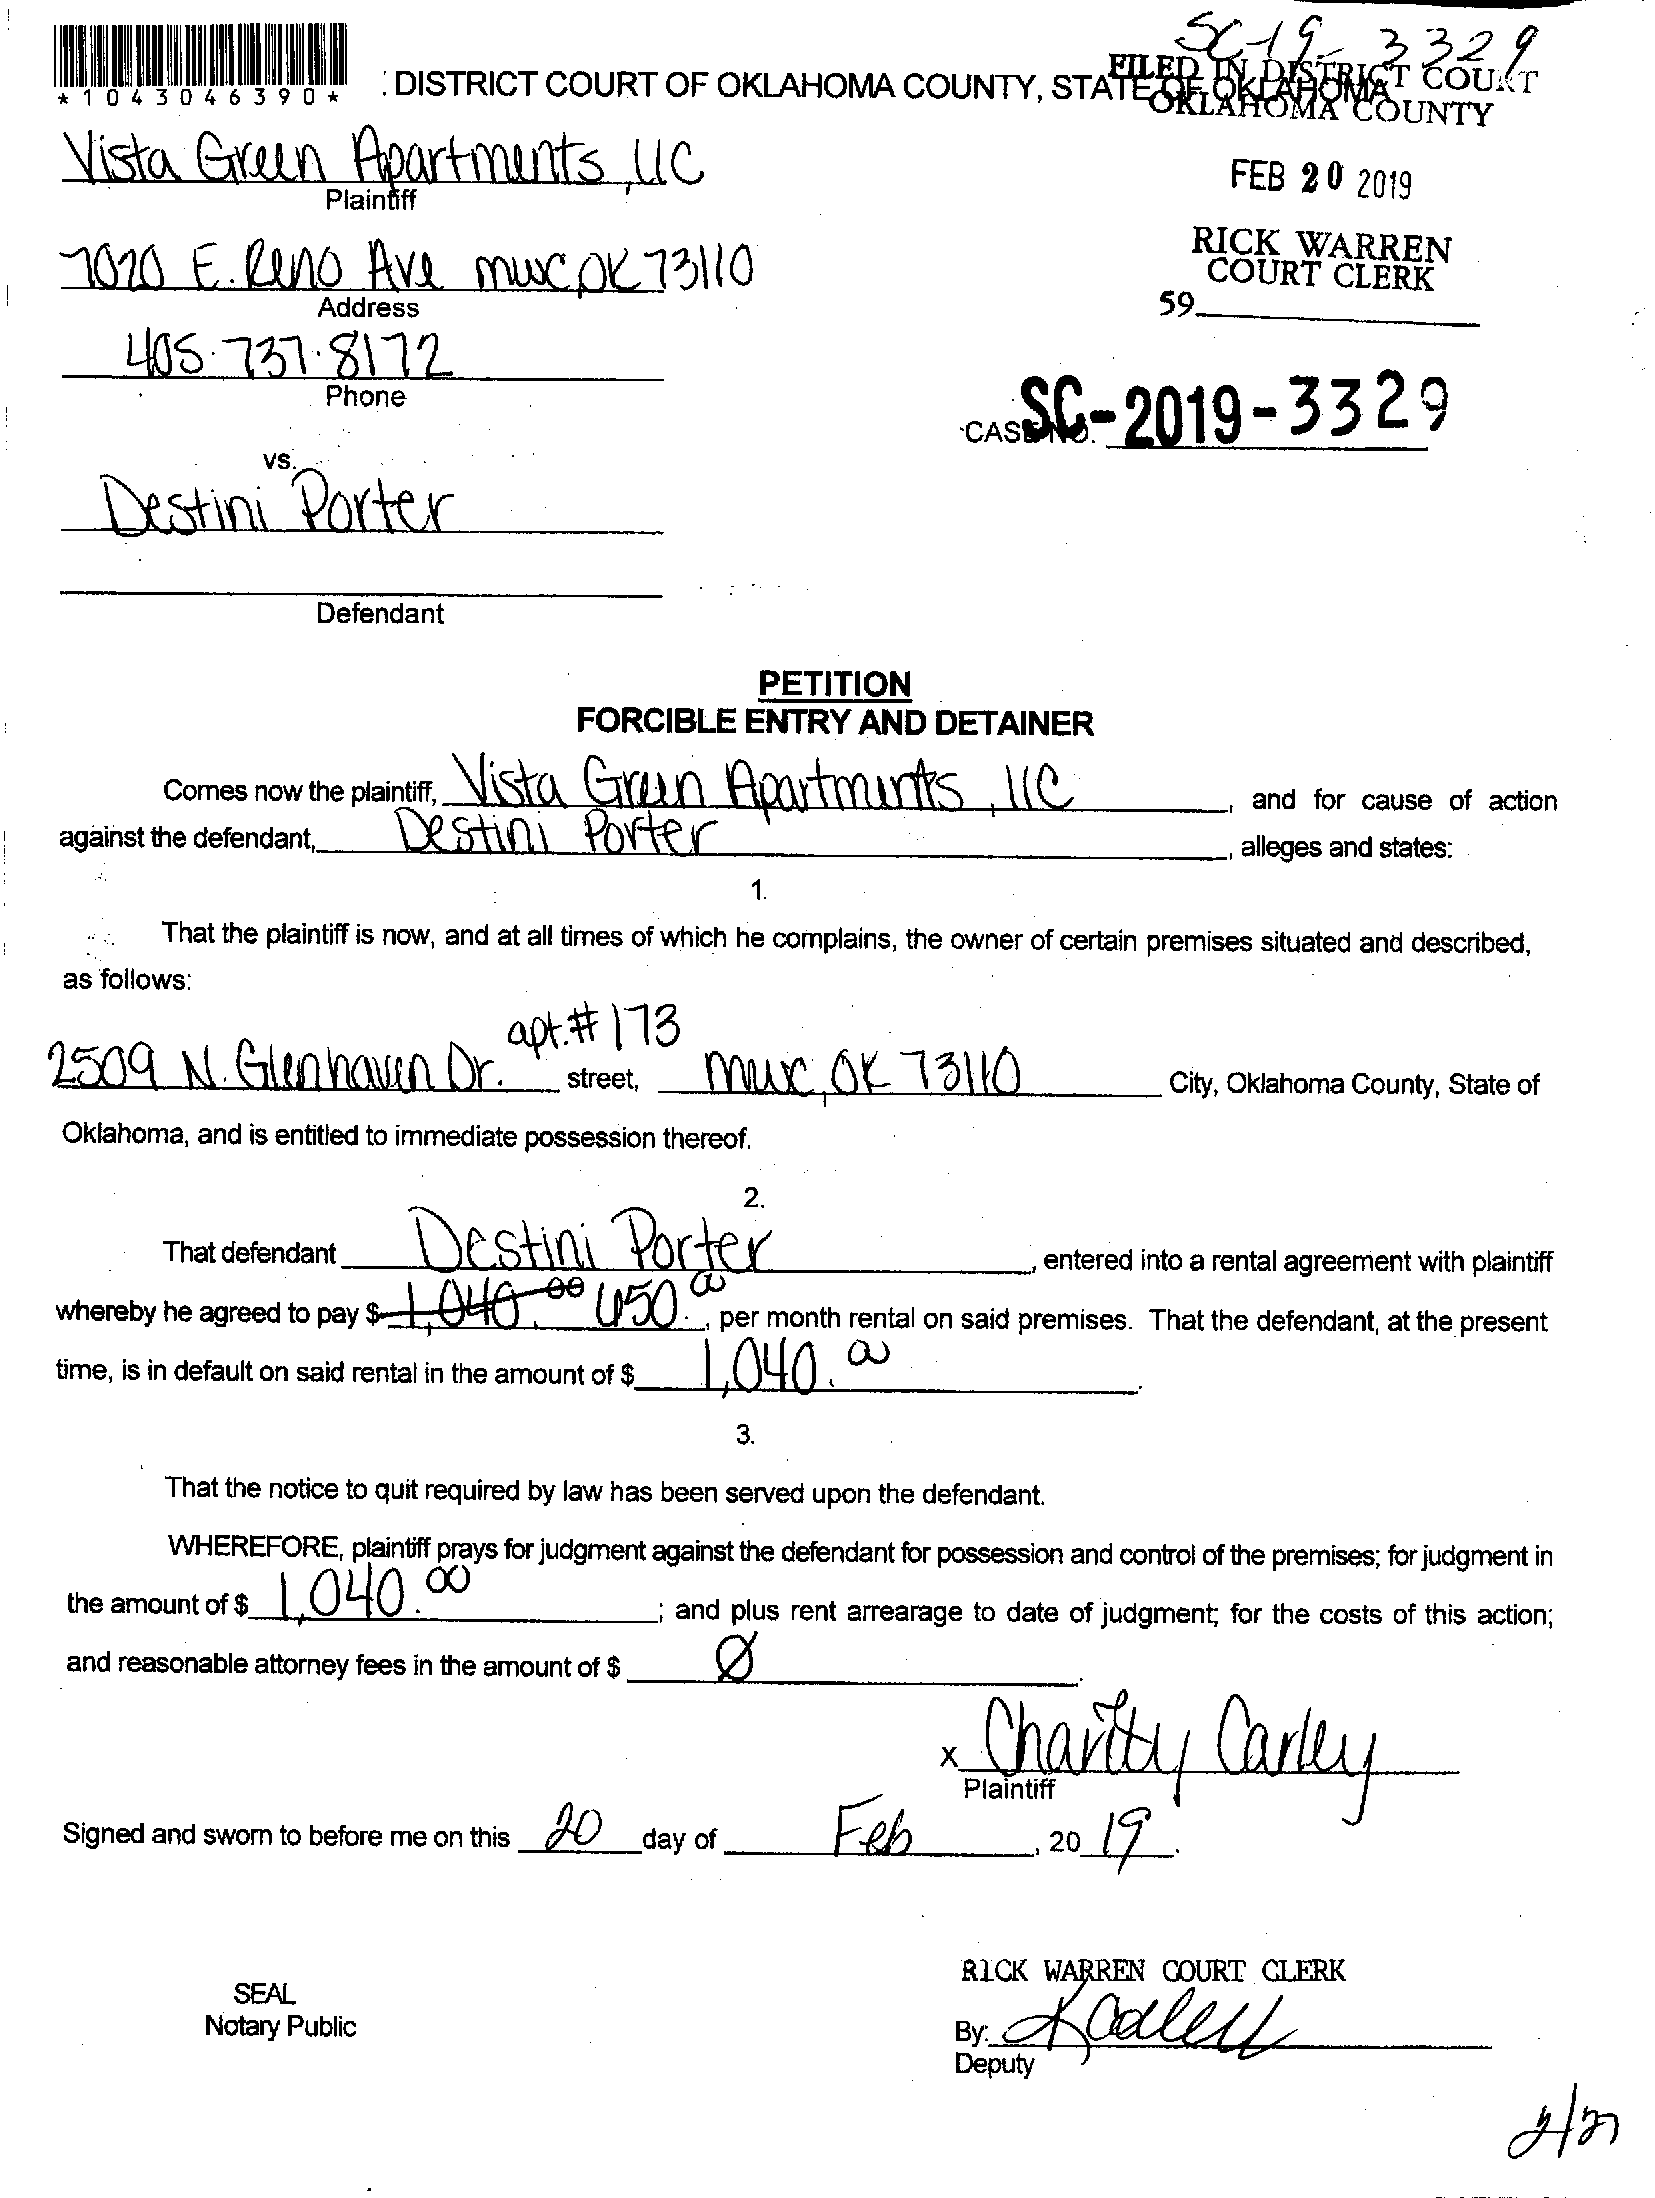 SC-19-3329
*1043046390*
DISTRICT COURT OF OKLAHOMA COUNTY, STATE OF OKLAHOMA
FILED IN DISTRICT COURT
OKLAHOMA COUNTY
Vista Green Apartments, LLC
Plaintiff
FEB 20 2019
RICK WARREN
COURT CLERK
7020 E. Reno Ave mwc OK 73110
Address
59
405.737.8172
Phone
CASE NO. SC-2019-3329
vs.
Destini Porter
Defendant
PETITION
FORCIBLE ENTRY AND DETAINER
Comes now the plaintiff, Vista Green Apartments, LLC, and for cause of action
against the defendant, Destini Porter, alleges and states:
1.
That the plaintiff is now, and at all times of which he complains, the owner of certain premises situated and described,
as follows:
apt.# 173
2509 N. Glenhaven Dr. street, mwc, OK 73110 City, Oklahoma County, State of
Oklahoma, and is entitled to immediate possession thereof.
2.
That defendant Destini Porter, entered into a rental agreement with plaintiff
whereby he agreed to pay $ 1,040.00 650.00, per month rental on said premises. That the defendant, at the present
time, is in default on said rental in the amount of $ 1,040.00.
3.
That the notice to quit required by law has been served upon the defendant.
WHEREFORE, plaintiff prays for judgment against the defendant for possession and control of the premises; for judgment in
the amount of $ 1,040.00; and plus rent arrearage to date of judgment; for the costs of this action;
and reasonable attorney fees in the amount of $ Ø.
x Charity Carley
Plaintiff
Signed and sworn to before me on this 20 day of Feb, 2019.
RICK WARREN COURT CLERK
SEAL
Notary Public
By:
Deputy
2/27